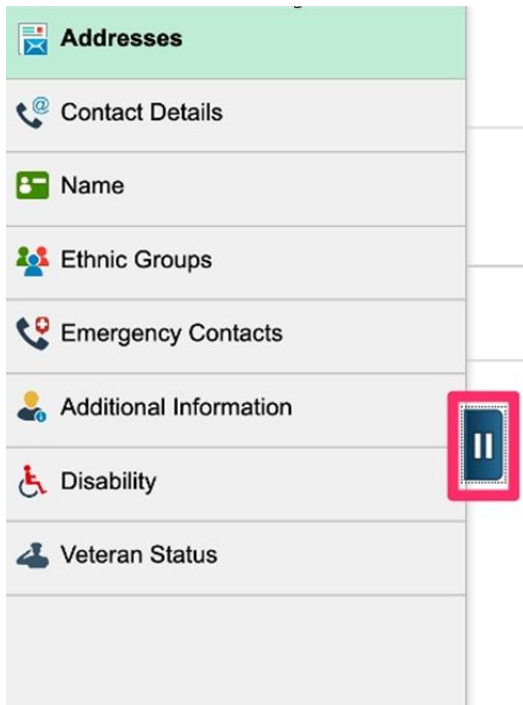 Addresses
Contact Details
Name
Ethnic Groups
Emergency Contacts
Additional Information
Disability
Veteran Status